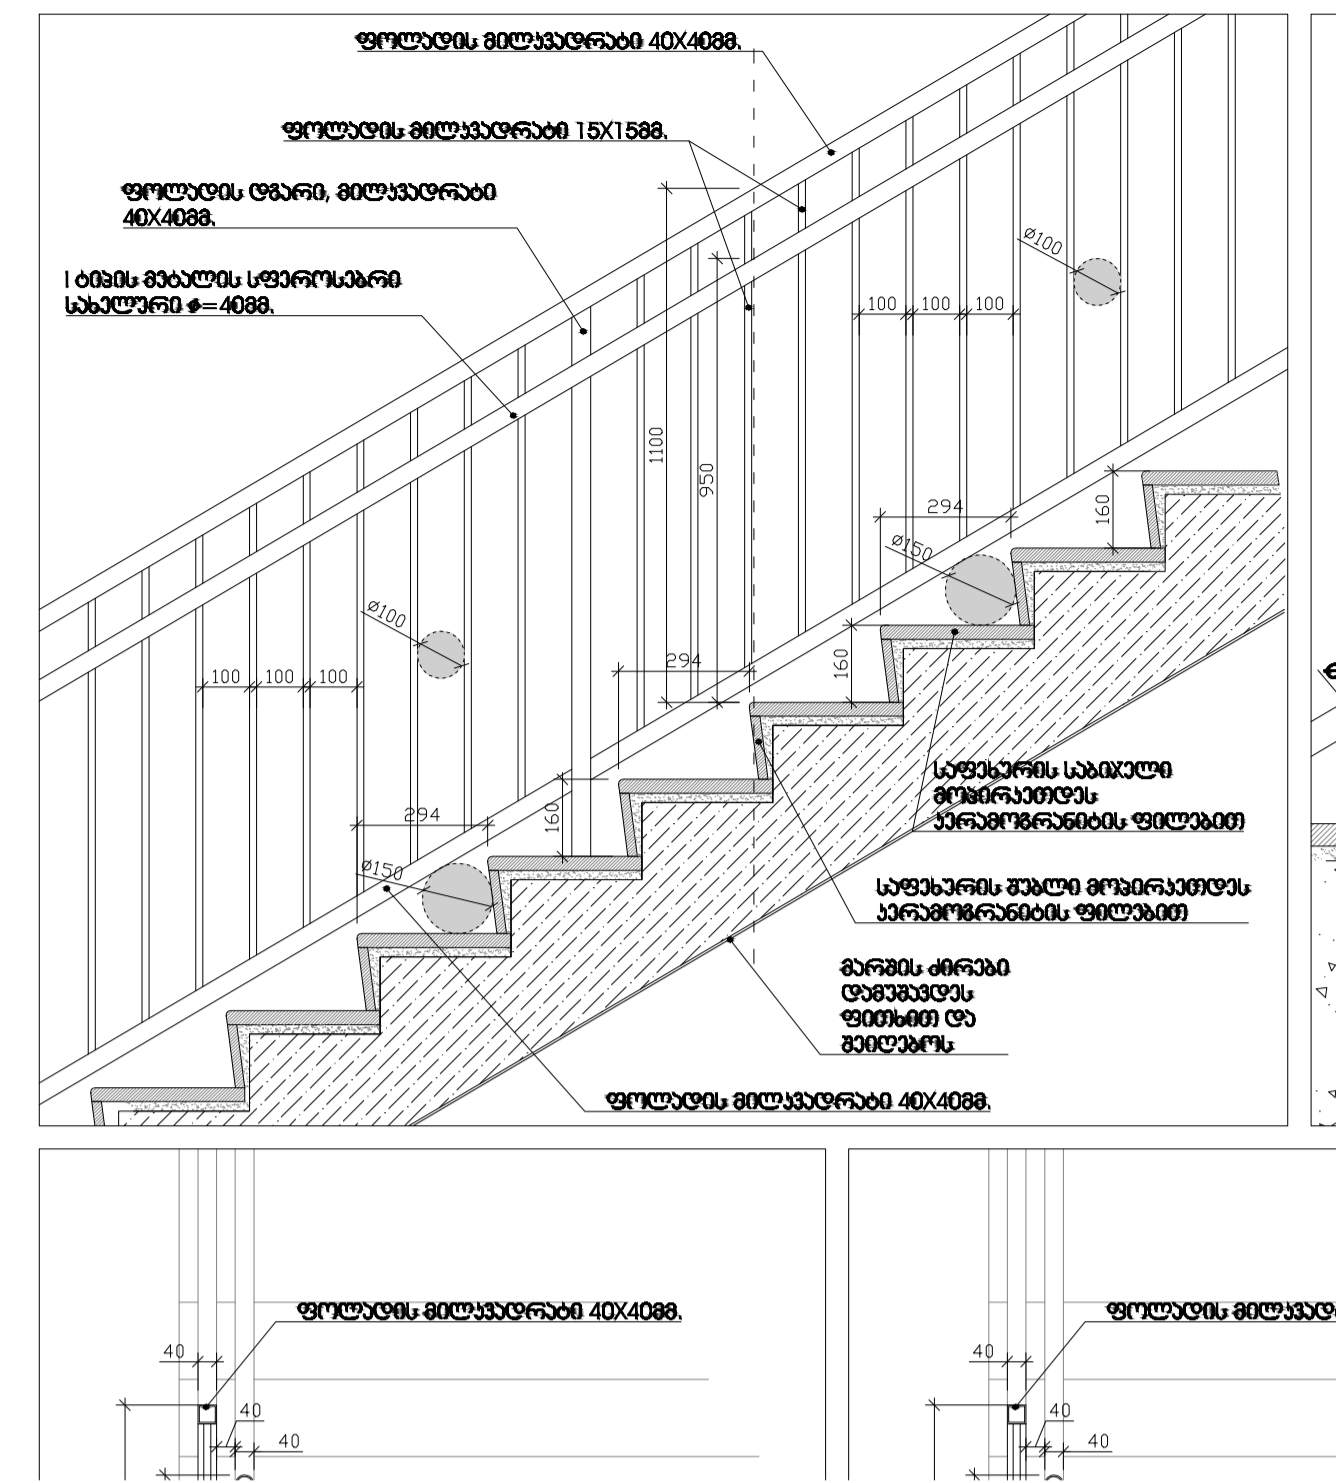 ფოლადის მილკვადრატი 40X40მმ.
ფოლადის მილკვადრატი 15X15მმ.
ფოლადის დგარი, მილკვადრატი
40X40მმ.
I ტიპის მეტალის სფეროსებრი
სახელური ø=40მმ.
ø100
100 100 100
1100
950
294
160
ø150
ø100
294
160
100 100 100
294
160
ø150
საფეხურის საბიჯელი
მოპირკეთდეს
კერამოგრანიტის ფილებით
საფეხურის შუბლი მოპირკეთდეს
კერამოგრანიტის ფილებით
მარშის ძირები
დამუშავდეს
ფითხით და
შეიღებოს
ფოლადის მილკვადრატი 40X40მმ.
ფოლადის მილკვადრატი 40X40მმ.
40
40
40
ფოლადის
40
40
40